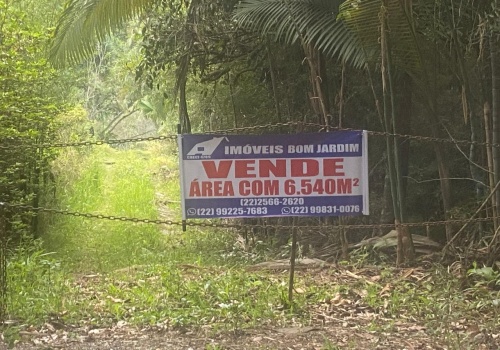 IMÓVEIS BOM JARDIM
VENDE
ÁREA COM 6.540M²
(22)2566-2620
(22) 99225-7683 (22) 99831-0076